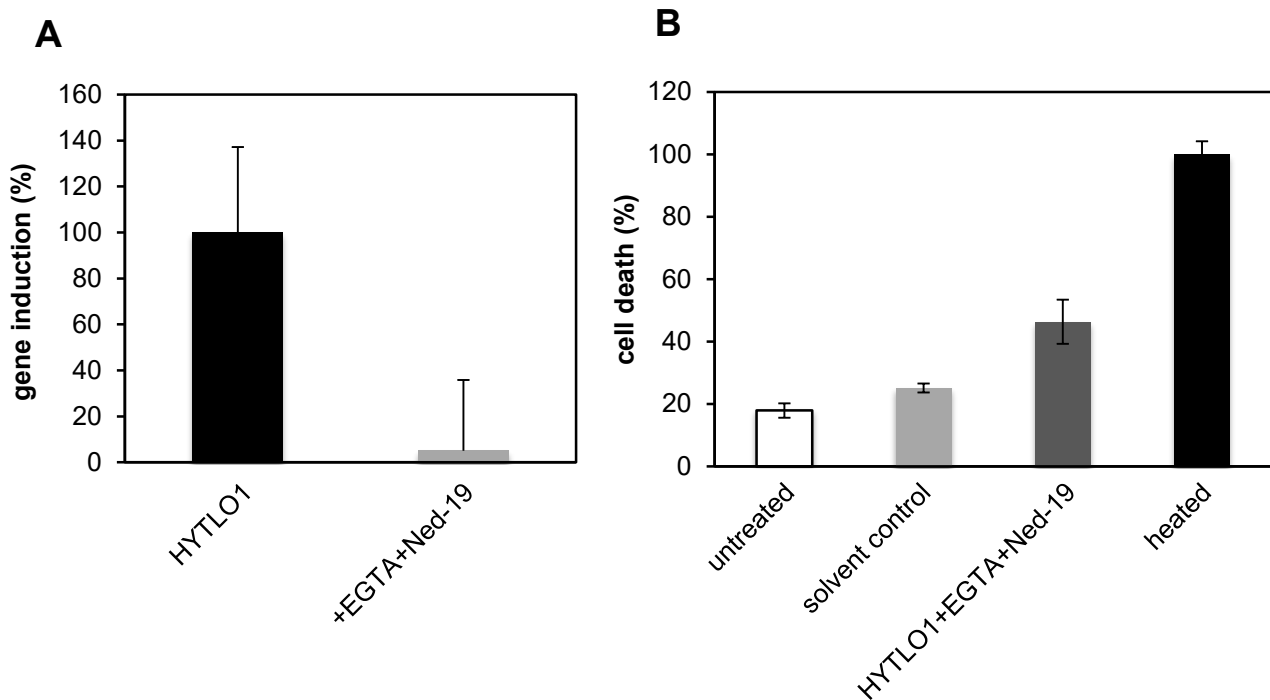 A
gene induction (%)
160
140
120
100
80
60
40
20
0
HYTLO1
+EGTA+Ned-19
B
cell death (%)
120
100
80
60
40
20
0
untreated
solvent control
HYTLO1+EGTA+Ned-19
heated